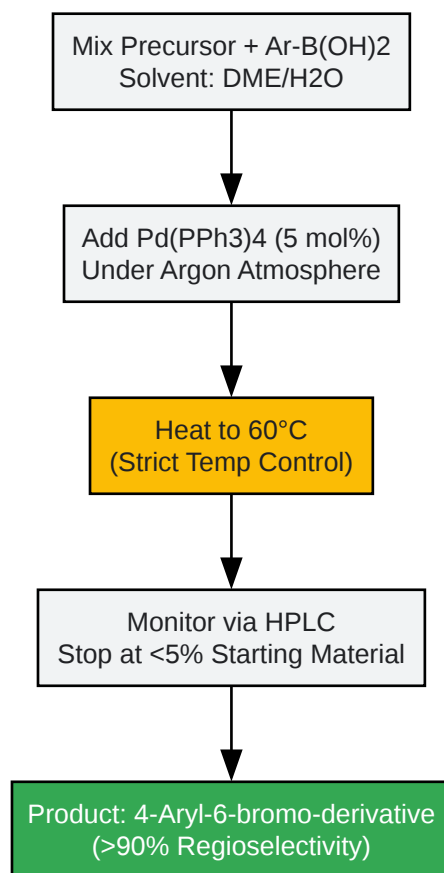 Mix Precursor + Ar-B(OH)2
Solvent: DME/H2O
Add Pd(PPh3)4 (5 mol%)
Under Argon Atmosphere
Heat to 60°C
(Strict Temp Control)
Monitor via HPLC
Stop at <5% Starting Material
Product: 4-Aryl-6-bromo-derivative
(>90% Regioselectivity)